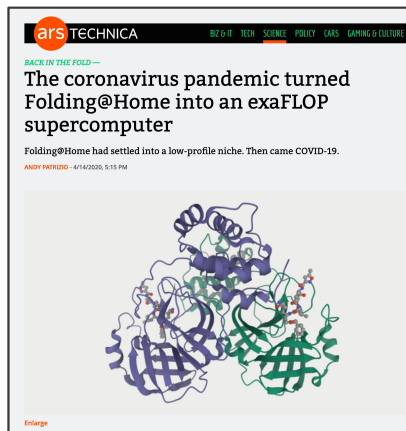 ars TECHNICA
BIZ & IT TECH SCIENCE POLICY CARS GAMING & CULTURE
BACK IN THE FOLD —
The coronavirus pandemic turned
Folding@Home into an exaFLOP
supercomputer
Folding@Home had settled into a low-profile niche. Then came COVID-19.
ANDY PATRIZIO - 4/14/2020, 5:15 PM
Enlarge